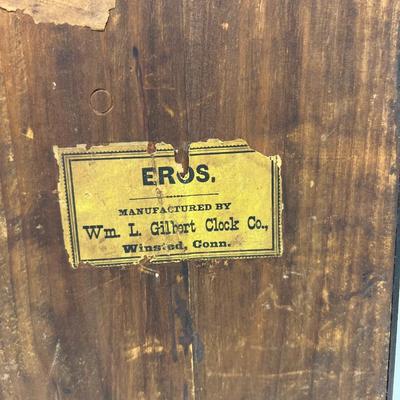 EROS.
MANUFACTURED BY
Wm. L. Gilbert Clock Co.,
Winsted, Conn.